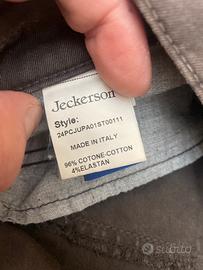 Jeckerson
Style:
24PCJUPA01ST00111
MADE IN ITALY
96% COTONE-COTTON
4%ELASTAN
subito